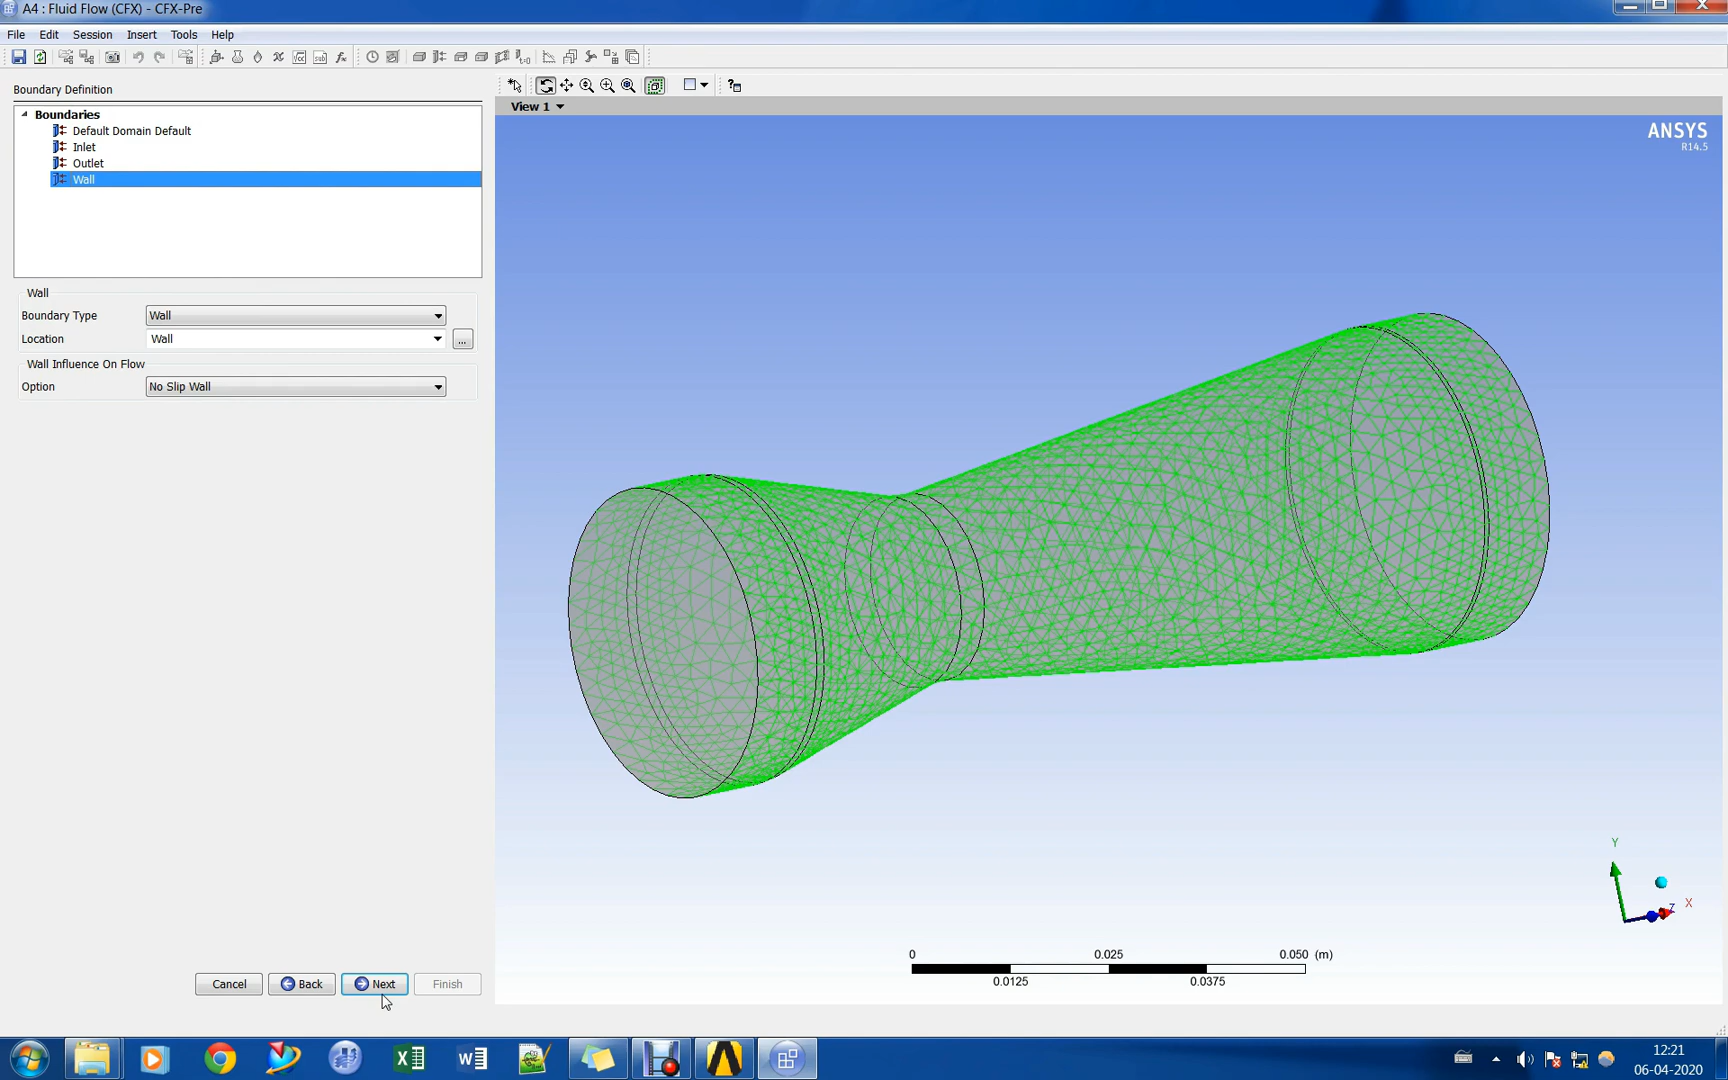 A4 : Fluid Flow (CFX) - CFX-Pre
File Edit Session Insert Tools Help
Boundary Definition
Boundaries
Default Domain Default
Inlet
Outlet
Wall
Wall
Boundary Type Wall
Location Wall ...
Wall Influence On Flow
Option No Slip Wall
Cancel Back Next Finish
View 1
ANSYS
R14.5
Y
Z X
0 0.025 0.050 (m)
0.0125 0.0375
12:21
06-04-2020